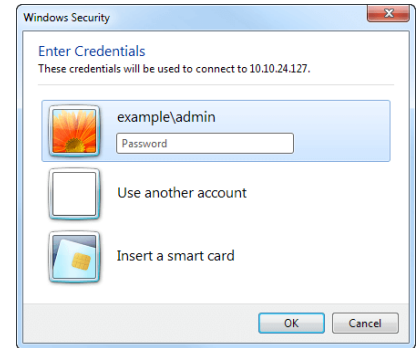 Windows Security
Enter Credentials
These credentials will be used to connect to 10.10.24.127.
example\admin
Password
Use another account
Insert a smart card
OK
Cancel